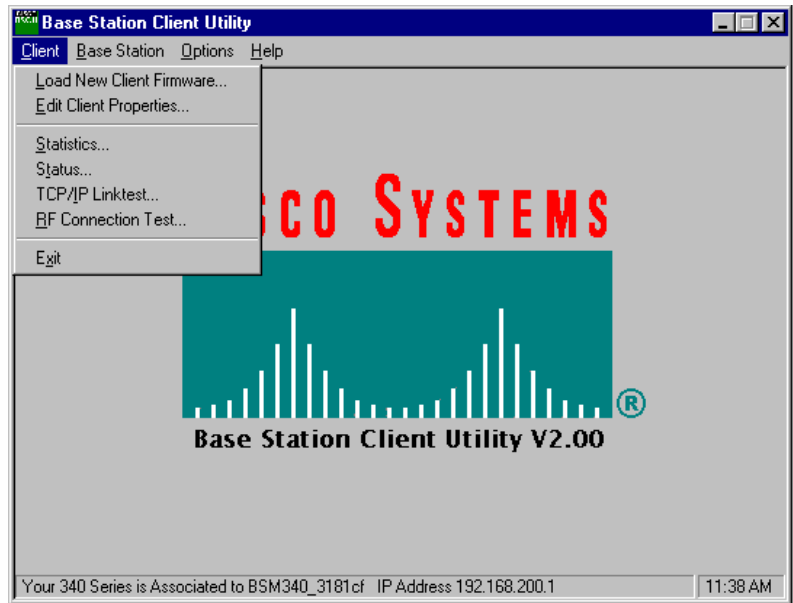 Base Station Client Utility
Client Base Station Options Help
Load New Client Firmware...
Edit Client Properties...
Statistics...
Status...
TCP/IP Linktest...
RF Connection Test...
Exit
SCO SYSTEMS
®
Base Station Client Utility V2.00
Your 340 Series is Associated to BSM340_3181cf IP Address 192.168.200.1
11:38 AM